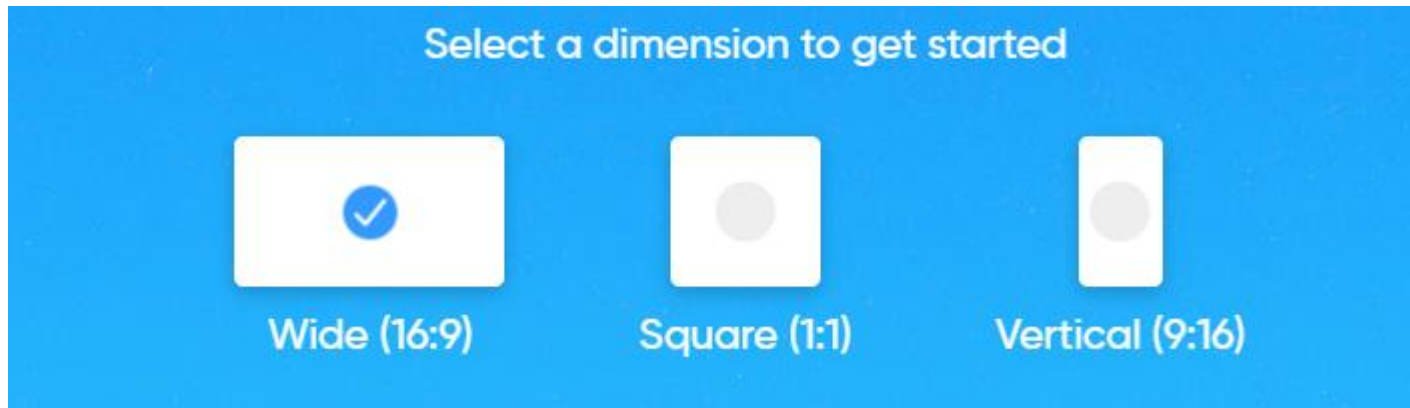 Select a dimension to get started
Wide (16:9)
Square (1:1)
Vertical (9:16)